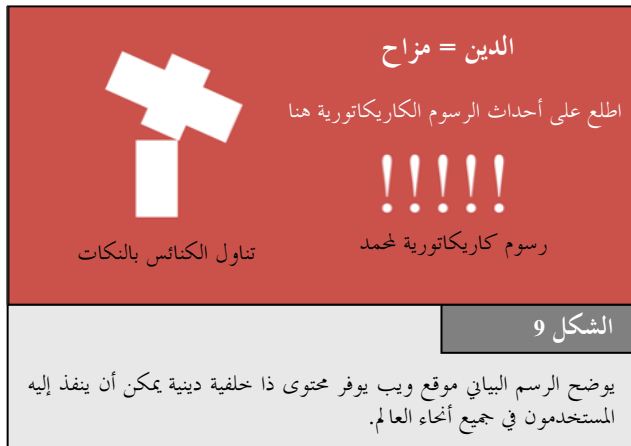 الدين = مزاح
اطلع على أحداث الرسوم الكاريكاتورية هنا
!!!!!
رسوم كاريكاتورية لمحمد
تناول الكنائس بالنكات
الشكل 9
يوضح الرسم البياني موقع ويب يوفر محتوى ذا خلفية دينية يمكن أن ينفذ إليه
المستخدمون في جميع أنحاء العالم.